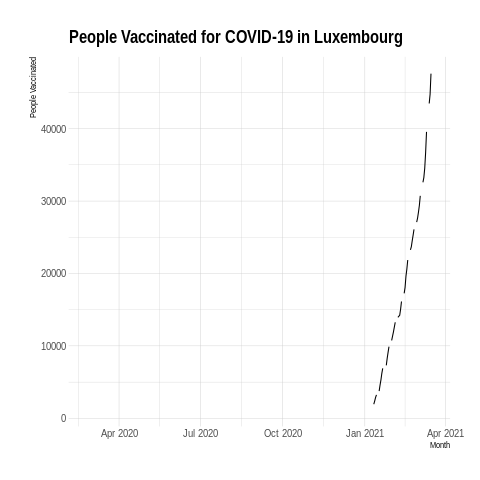 People Vaccinated for COVID-19 in Luxembourg
People Vaccinated
40000
30000
20000
10000
0
Apr 2020 Jul 2020 Oct 2020 Jan 2021 Apr 2021
Month